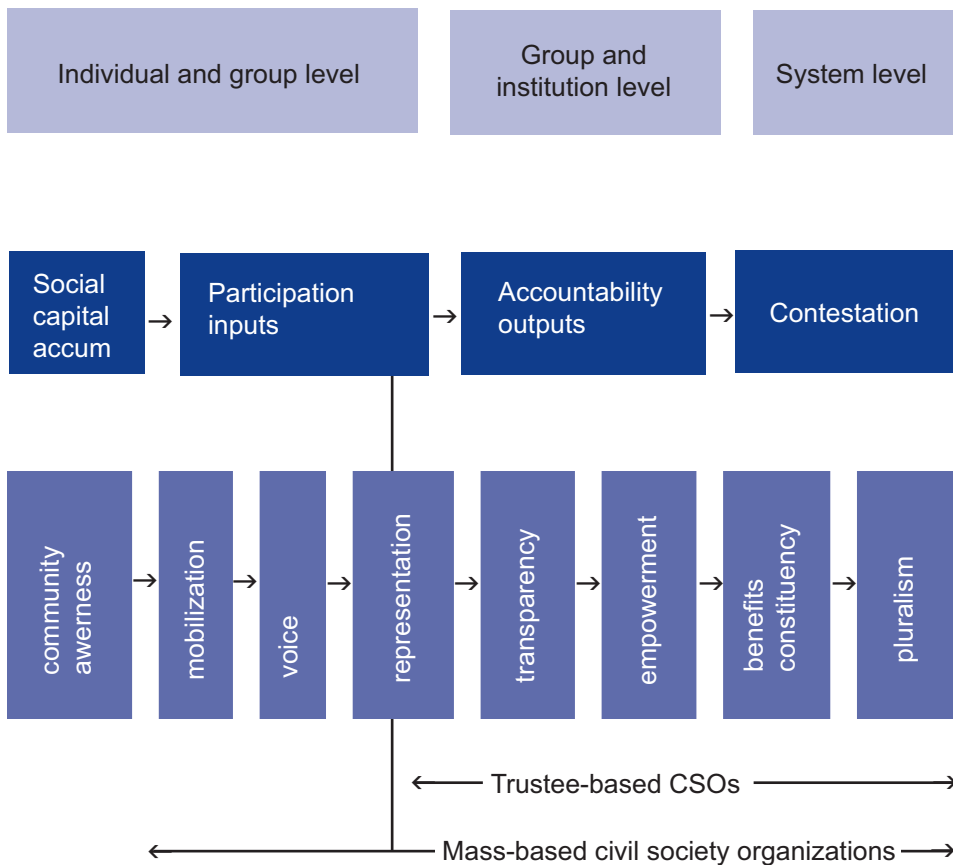 Individual and group level
Group and
institution level
System level
Social
capital
accum
Participation
inputs
Accountability
outputs
Contestation
community
awerness
mobilization
voice
representation
transparency
empowerment
benefits
constituency
pluralism
Trustee-based CSOs
Mass-based civil society organizations